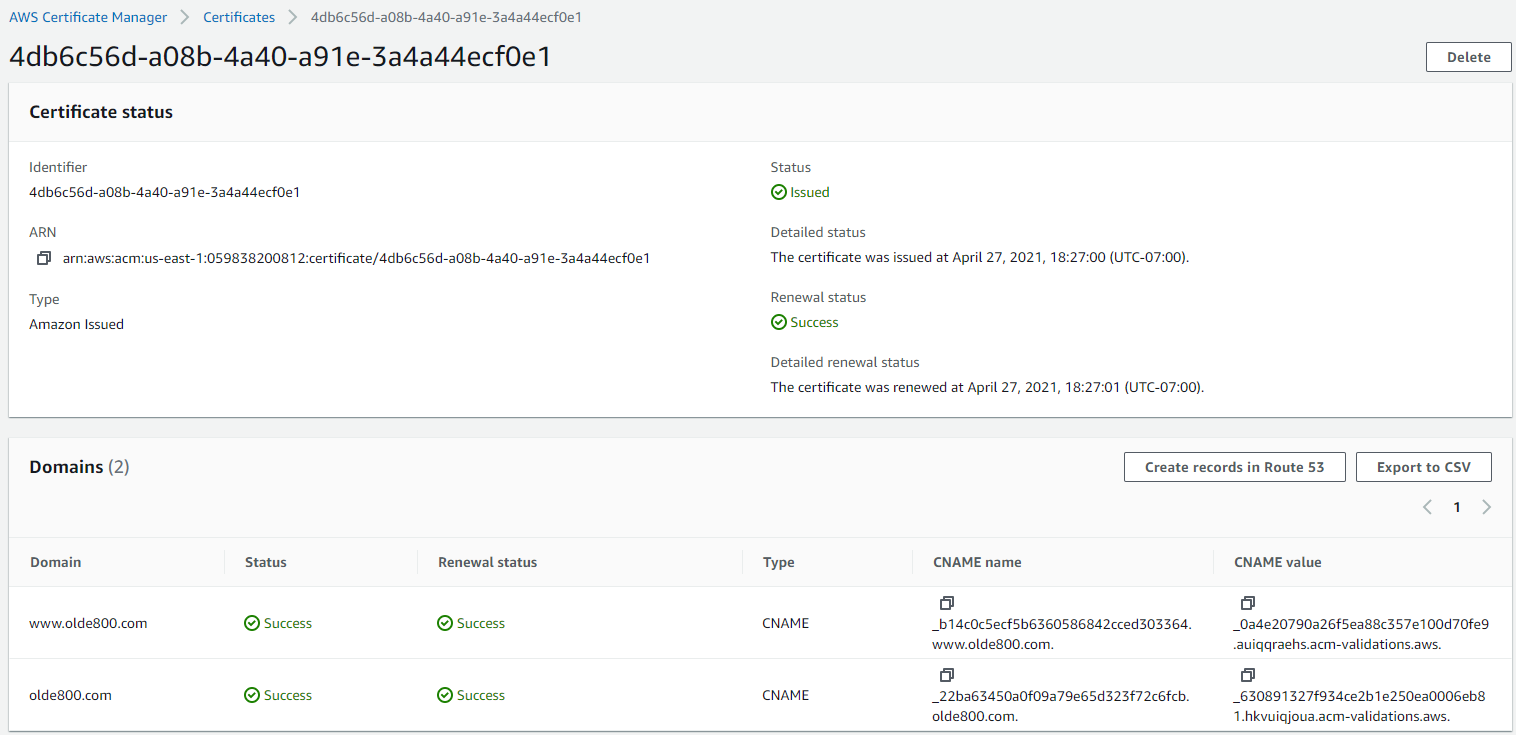 AWS Certificate Manager > Certificates > 4db6c56d-a08b-4a40-a91e-3a4a44ecf0e1
4db6c56d-a08b-4a40-a91e-3a4a44ecf0e1
Delete
Certificate status
Identifier
4db6c56d-a08b-4a40-a91e-3a4a44ecf0e1
ARN
arn:aws:acm:us-east-1:059838200812:certificate/4db6c56d-a08b-4a40-a91e-3a4a44ecf0e1
Type
Amazon Issued
Status
Issued
Detailed status
The certificate was issued at April 27, 2021, 18:27:00 (UTC-07:00).
Renewal status
Success
Detailed renewal status
The certificate was renewed at April 27, 2021, 18:27:01 (UTC-07:00).
Domains (2)
Create records in Route 53
Export to CSV
< 1 >
Domain Status Renewal status Type CNAME name CNAME value
www.olde800.com Success Success CNAME
_b14c0c5ecf5b6360586842cced303364.
www.olde800.com.
_0a4e20790a26f5ea88c357e100d70fe9
.auiqqraehs.acm-validations.aws.
olde800.com Success Success CNAME
_22ba63450a0f09a79e65d323f72c6fcb.
olde800.com.
_630891327f934ce2b1e250ea0006eb8
1.hkvuiqjoua.acm-validations.aws.